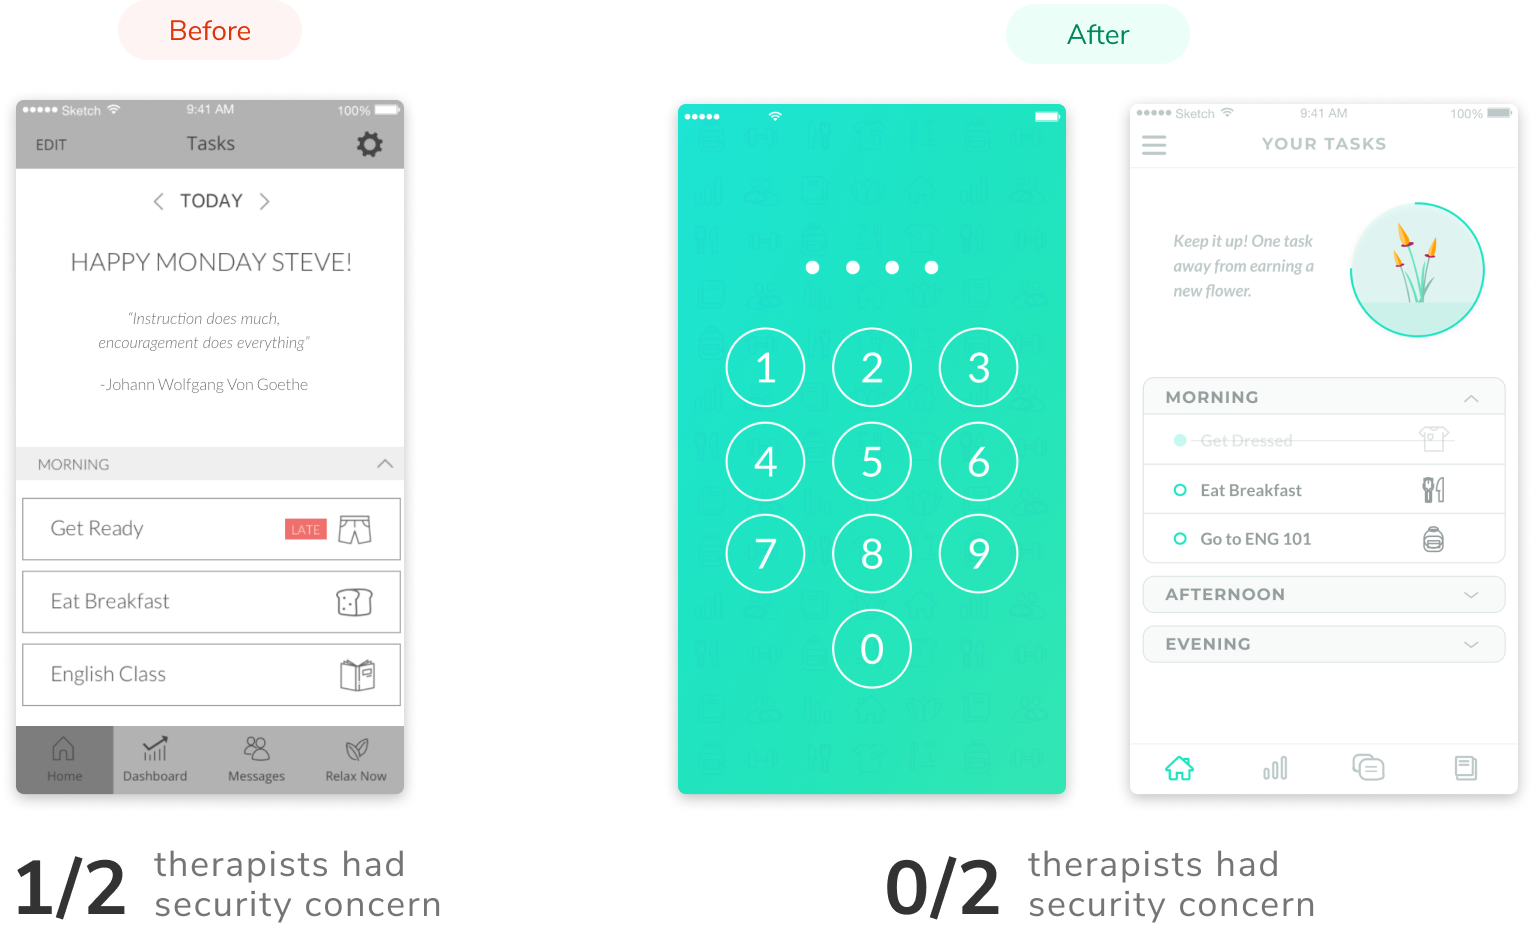 Before
After
Sketch
9:41 AM
100%
EDIT
Tasks
TODAY
HAPPY MONDAY STEVE!
“Instruction does much,
encouragement does everything”
-Johann Wolfgang Von Goethe
MORNING
Get Ready
LATE
Eat Breakfast
English Class
Home
Dashboard
Messages
Relax Now
1/2
therapists had
security concern
1 2 3
4 5 6
7 8 9
0
Sketch
9:41 AM
100%
YOUR TASKS
Keep it up! One task
away from earning a
new flower.
MORNING
Get Dressed
Eat Breakfast
Go to ENG 101
AFTERNOON
EVENING
0/2
therapists had
security concern